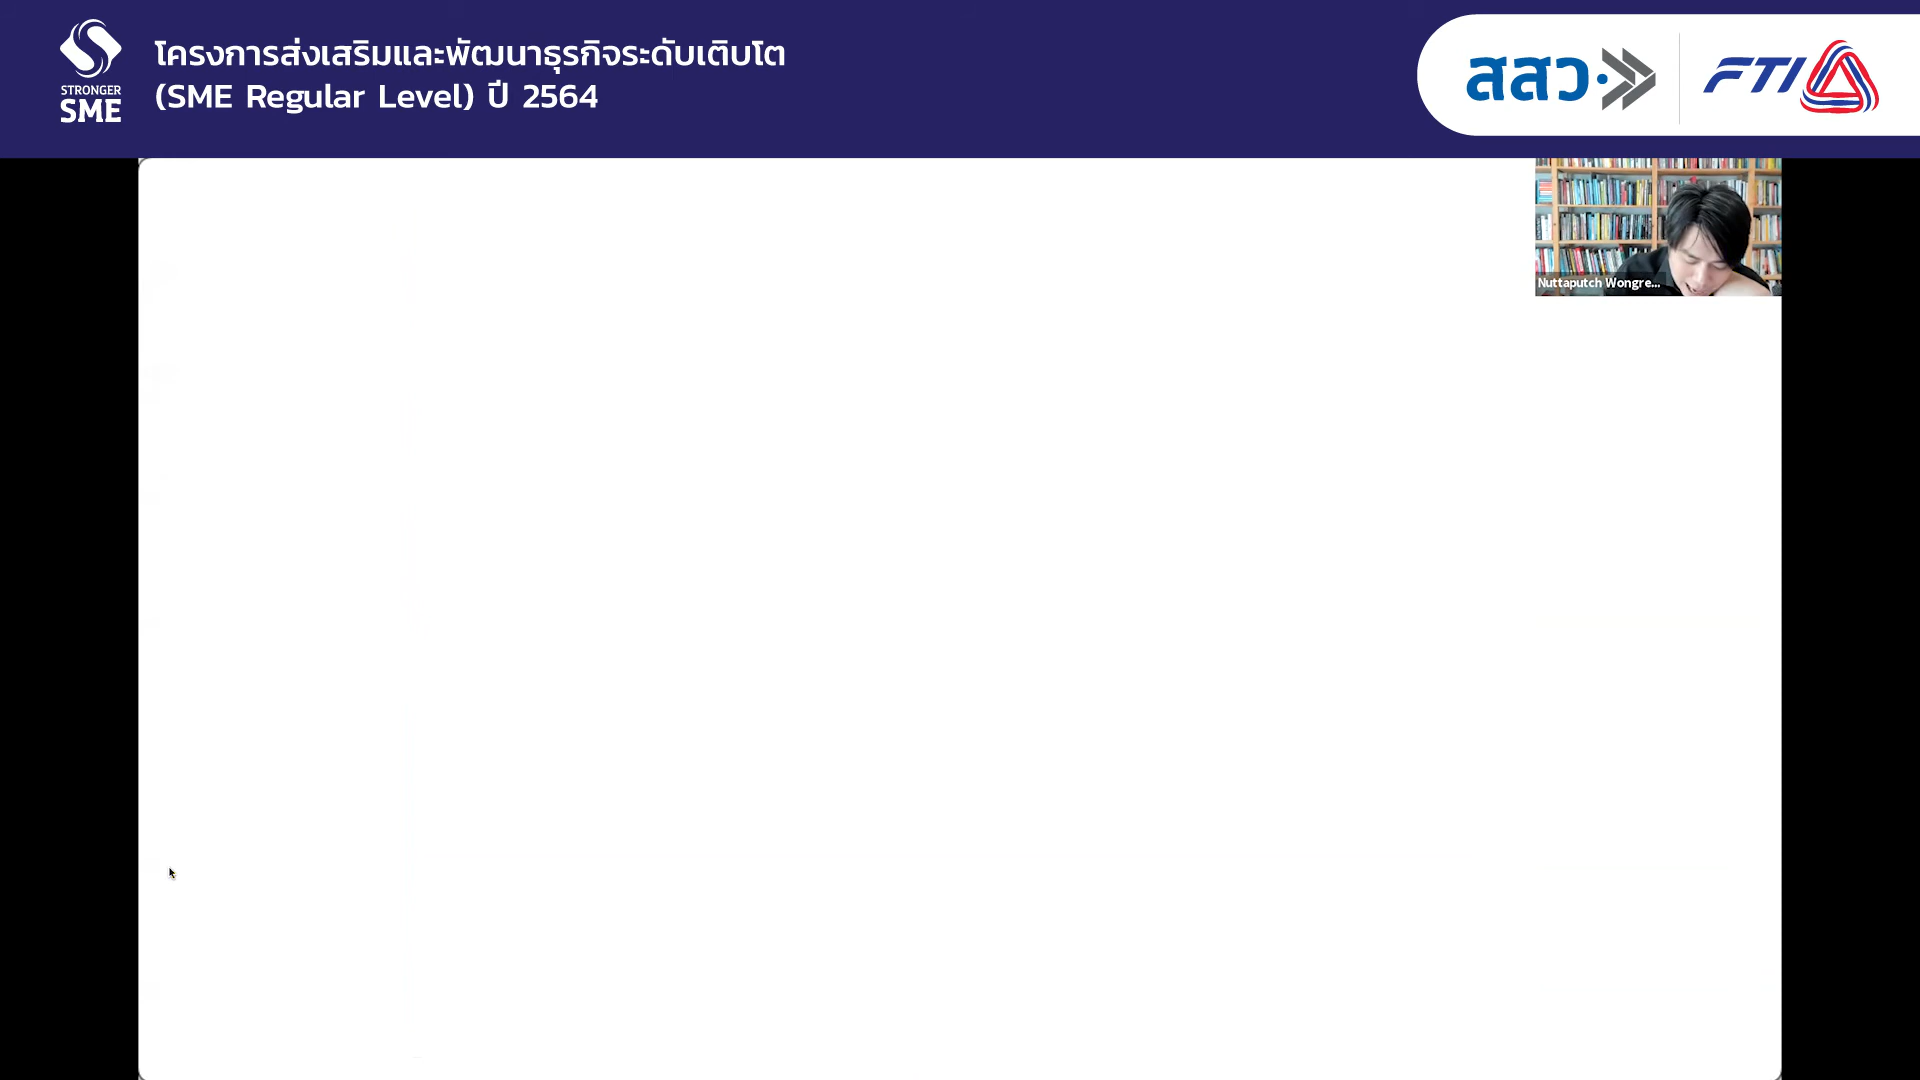 STRONGER
SME
โครงการส่งเสริมและพัฒนาธุรกิจระดับเติบโต
(SME Regular Level) ปี 2564
สสว
FTI
Nuttaputch Wongre...